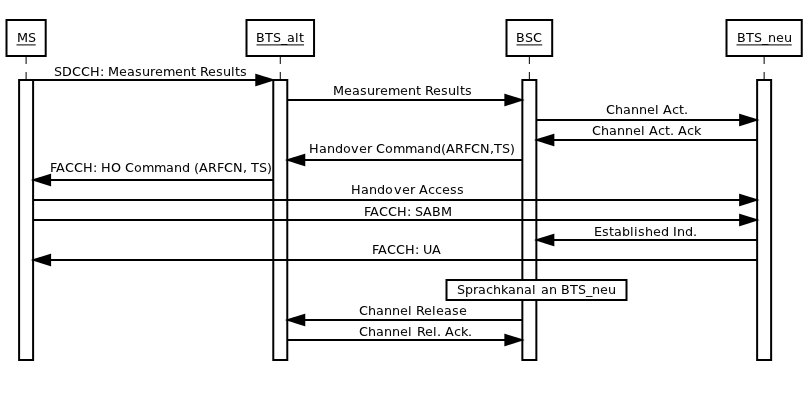 MS
BTS_alt
BSC
BTS_neu
SDCCH: Measurement Results
Measurement Results
Channel Act.
Channel Act. Ack
Handover Command(ARFCN,TS)
FACCH: HO Command (ARFCN, TS)
Handover Access
FACCH: SABM
Established Ind.
FACCH: UA
Sprachkanal an BTS_neu
Channel Release
Channel Rel. Ack.